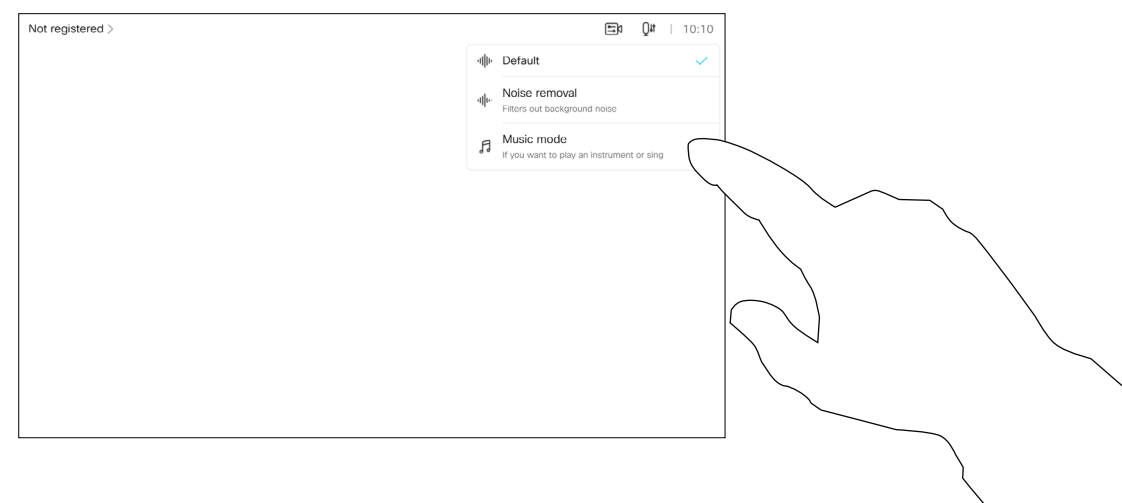 Not registered >
10:10
Default
Noise removal
Filters out background noise
Music mode
If you want to play an instrument or sing